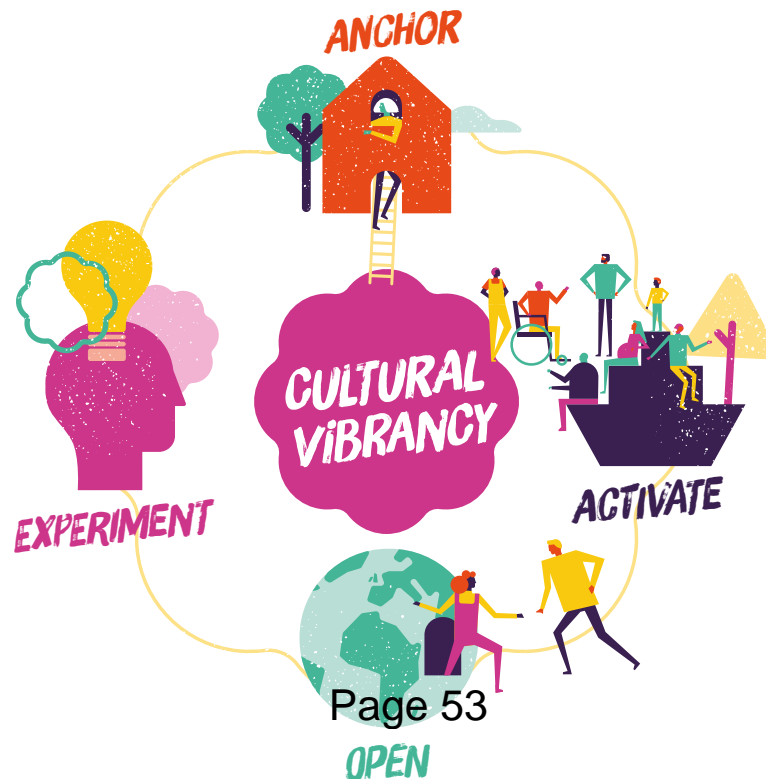 ANCHOR
CULTURAL
ViBRANCY
ACTIVATE
EXPERIMENT
Page 53
OPEN